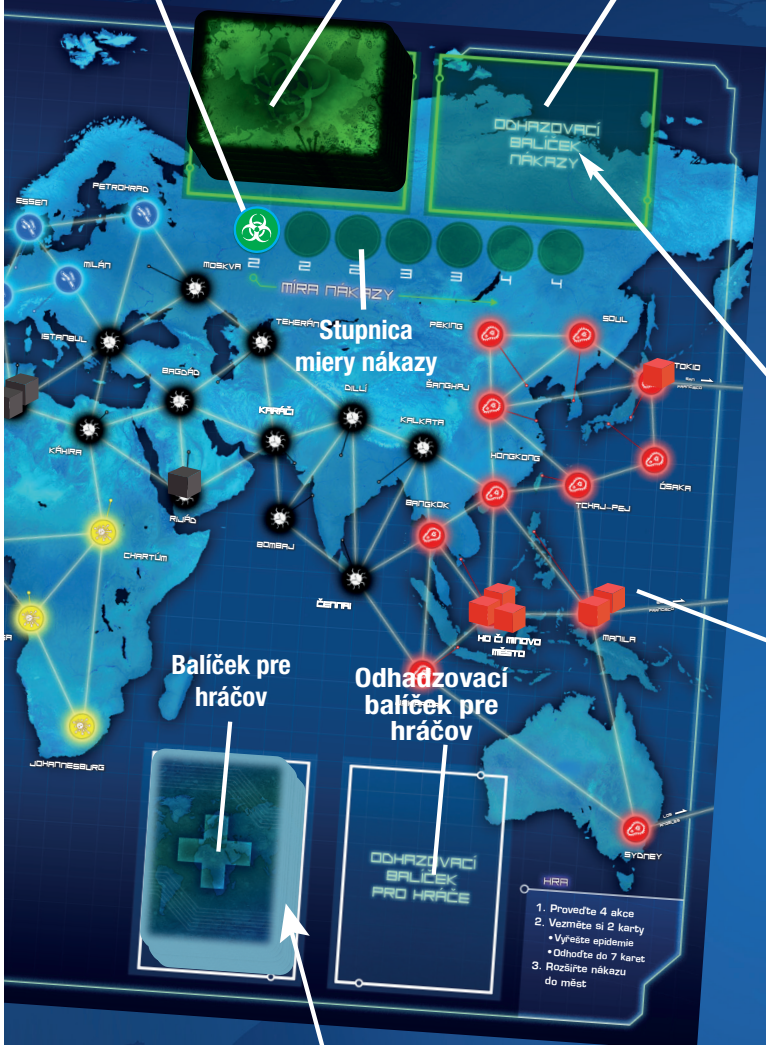 ODHAZOVACÍ
BALÍČEK
NÁKAZY
ESSEN
PETROHRAD
MILÁN
MOSKVA
2 2 2 3 3 4 4
MÍRA NÁKAZY
Stupnica
miery nákazy
ISTANBUL
TEHERÁN
PEKING
SOUL
TOKIO
BAGDÁD
DILLÍ
ŠANGHAJ
KARÁČÍ
KALKATA
KÁHIRA
HONGKONG
ÓSAKA
RIJÁD
BANGKOK
TCHAJ-PEJ
BOMBAJ
CHARTÚM
ČENNAI
HO ČI MINOVO
MĚSTO
MANILA
Balíček pre
hráčov
Odhadzovací
balíček pre
hráčov
JOHANNESBURG
ODHAZOVACÍ
BALÍČEK
PRO HRÁČE
LOS
ANGELES
SYDNEY
HRA
1. Proveďte 4 akce
2. Vezměte si 2 karty
• Vyřešte epidemie
• Odhoďte do 7 karet
3. Rozšiřte nákazu
do měst